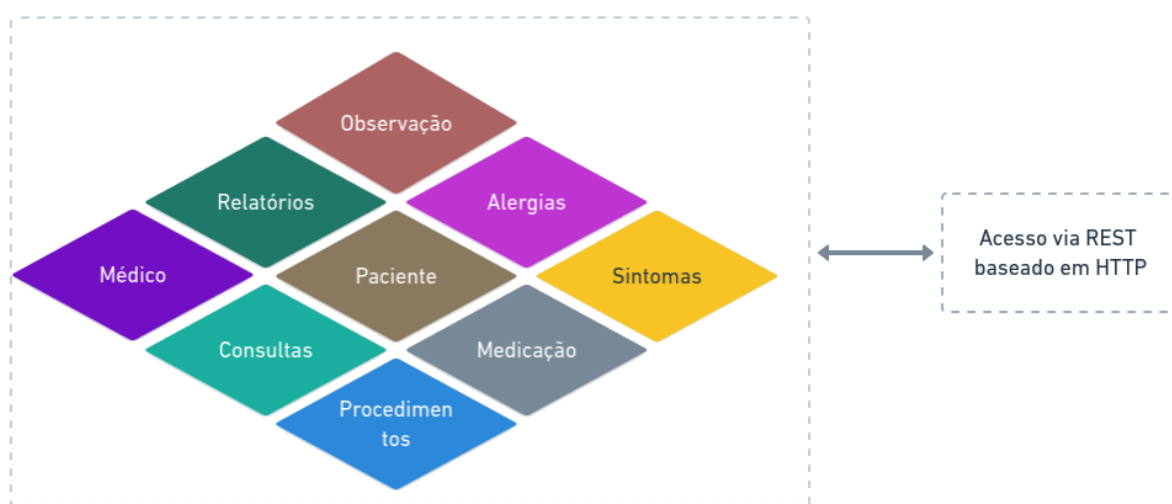 Observação
Relatórios
Alergias
Médico
Paciente
Sintomas
Consultas
Medicação
Procedimen
tos
Acesso via REST
baseado em HTTP